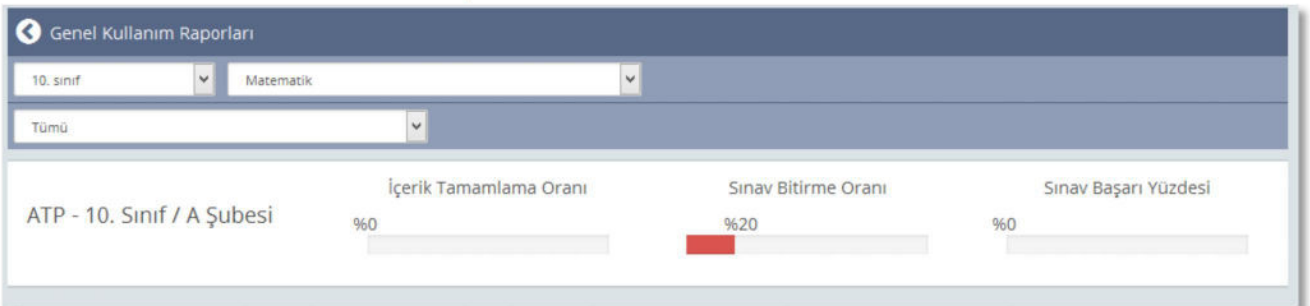 Genel Kullanım Raporları
10. sınıf Matematik
Tümü
İçerik Tamamlama Oranı Sınav Bitirme Oranı Sınav Başarı Yüzdesi
ATP - 10. Sınıf / A Şubesi
%0 %20 %0